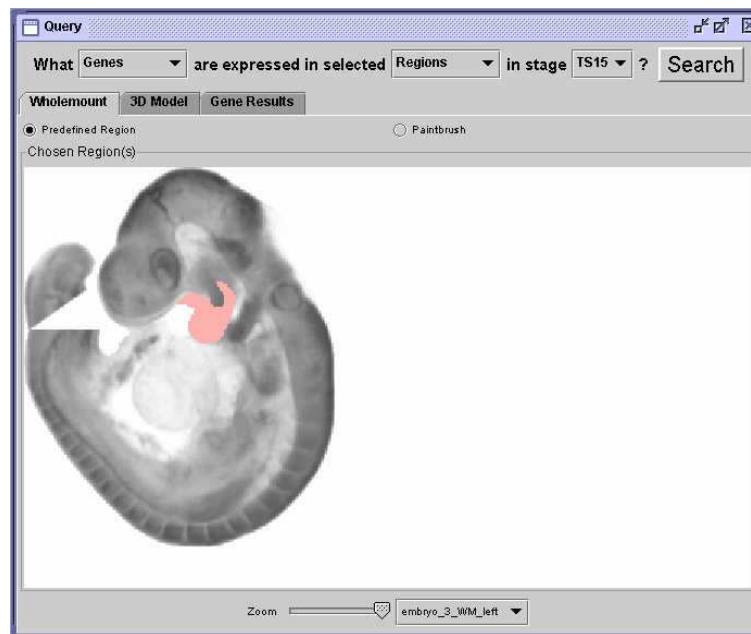 Query
What Genes are expressed in selected Regions in stage TS15 ? Search
Wholemount 3D Model Gene Results
Predefined Region Paintbrush
Chosen Region(s)
Zoom embryo_3_WM_left